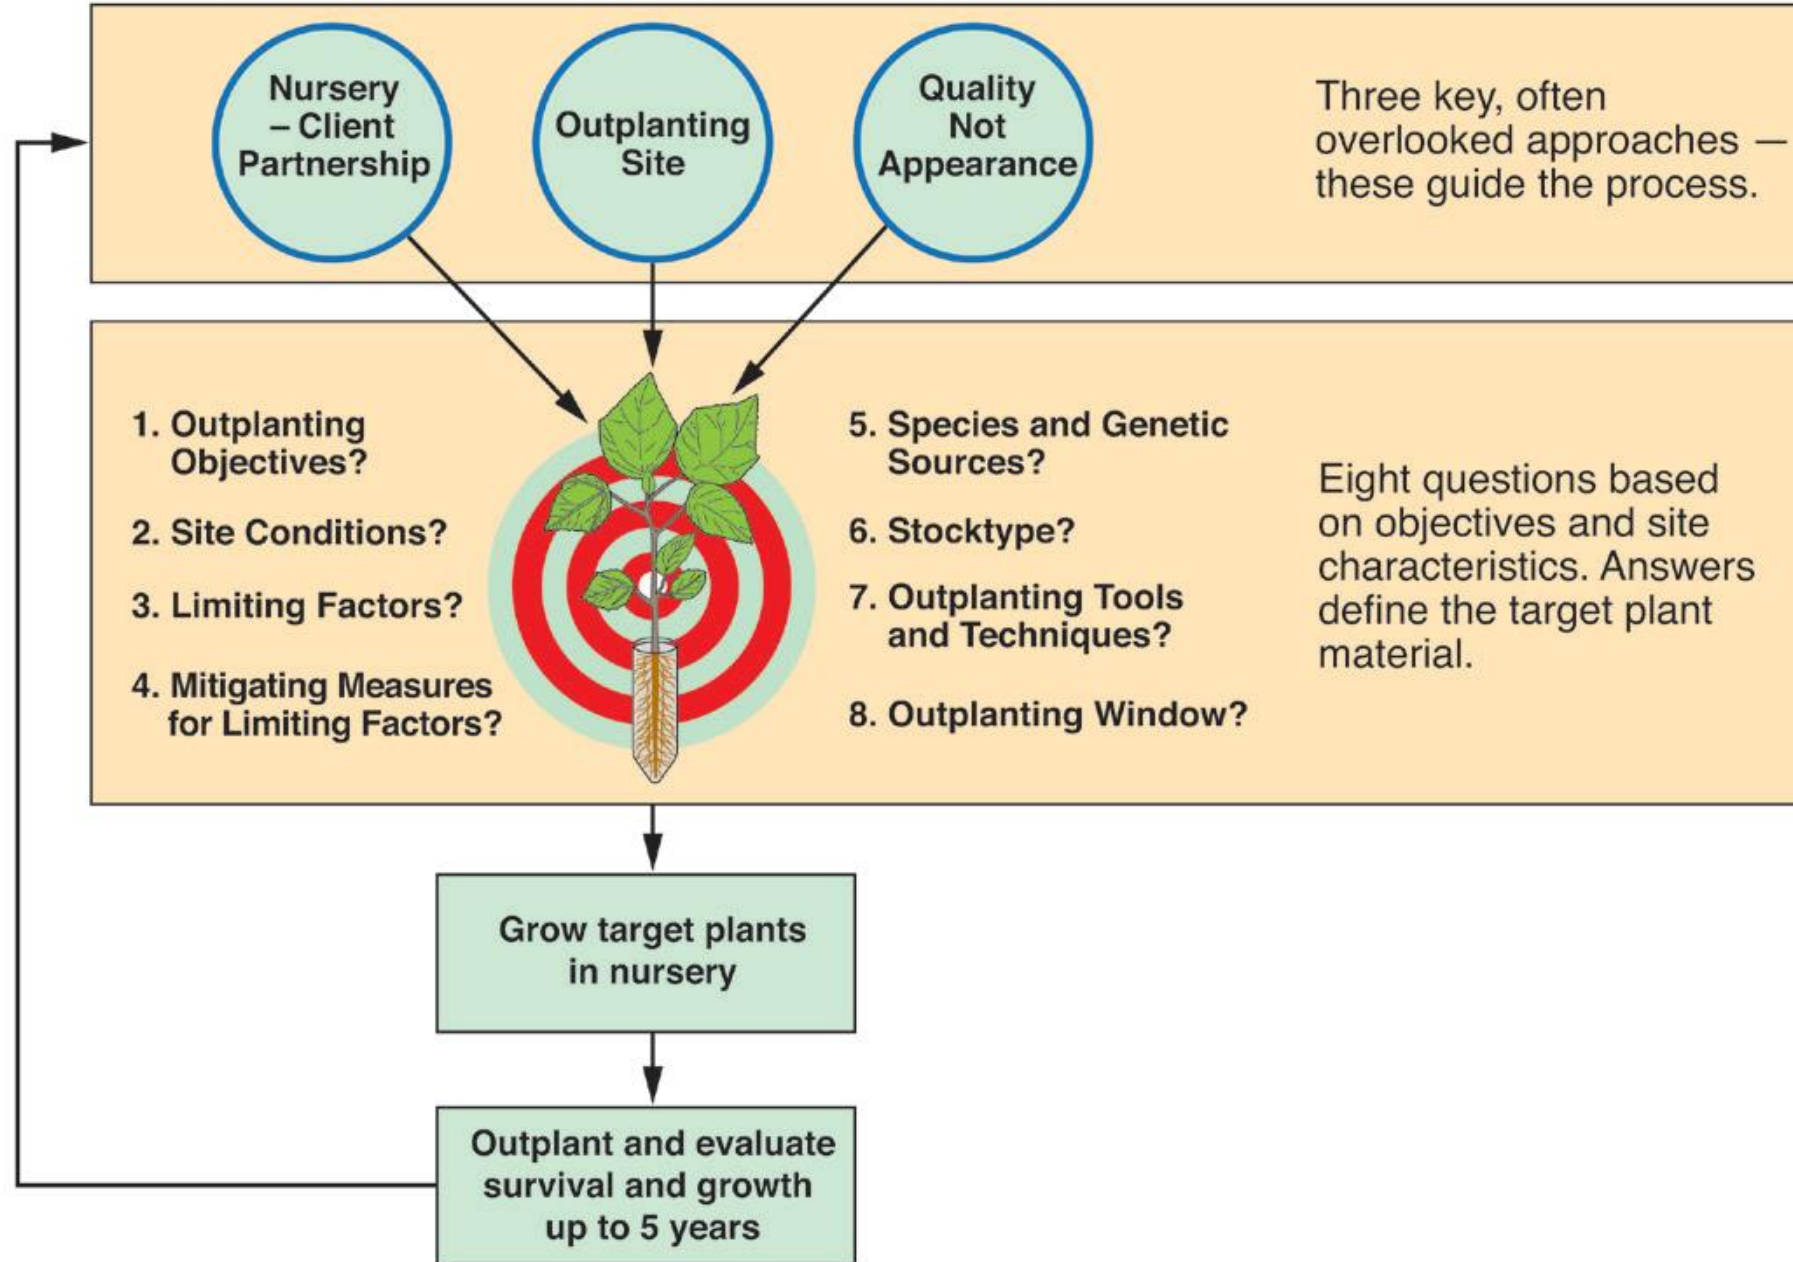 Nursery
– Client
Partnership
Outplanting
Site
Quality
Not
Appearance
Three key, often
overlooked approaches —
these guide the process.
1. Outplanting
Objectives?
2. Site Conditions?
3. Limiting Factors?
4. Mitigating Measures
for Limiting Factors?
5. Species and Genetic
Sources?
6. Stocktype?
7. Outplanting Tools
and Techniques?
8. Outplanting Window?
Eight questions based
on objectives and site
characteristics. Answers
define the target plant
material.
Grow target plants
in nursery
Outplant and evaluate
survival and growth
up to 5 years